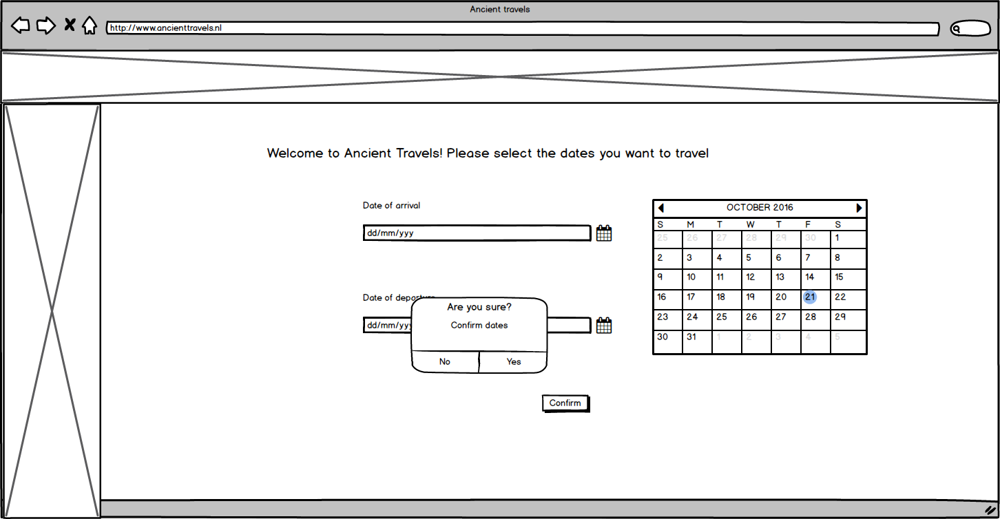 Ancient travels
http://www.ancienttravels.nl
Welcome to Ancient Travels! Please select the dates you want to travel
Date of arrival
dd/mm/yyy
Date of departure
dd/mm/yyy
Are you sure?
Confirm dates
No Yes
Confirm
OCTOBER 2016
S M T W T F S
25 26 27 28 29 30 1
2 3 4 5 6 7 8
9 10 11 12 13 14 15
16 17 18 19 20 21 22
23 24 25 26 27 28 29
30 31 1 2 3 4 5